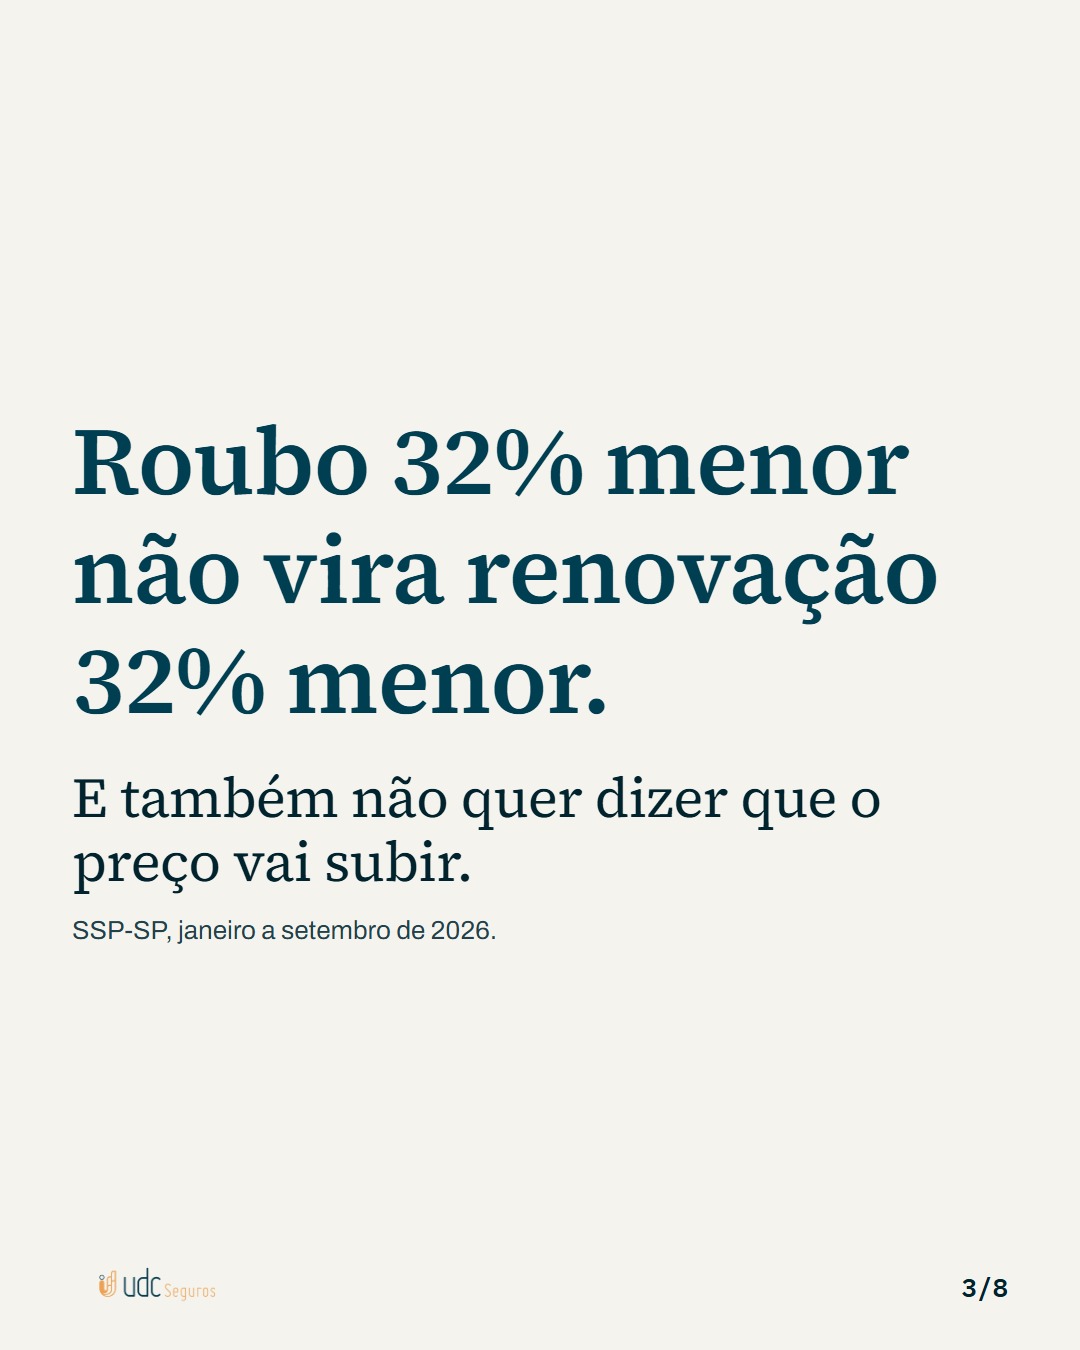 Roubo 32% menor
não vira renovação
32% menor.
E também não quer dizer que o
preço vai subir.
SSP-SP, janeiro a setembro de 2026.
udc Seguros
3/8